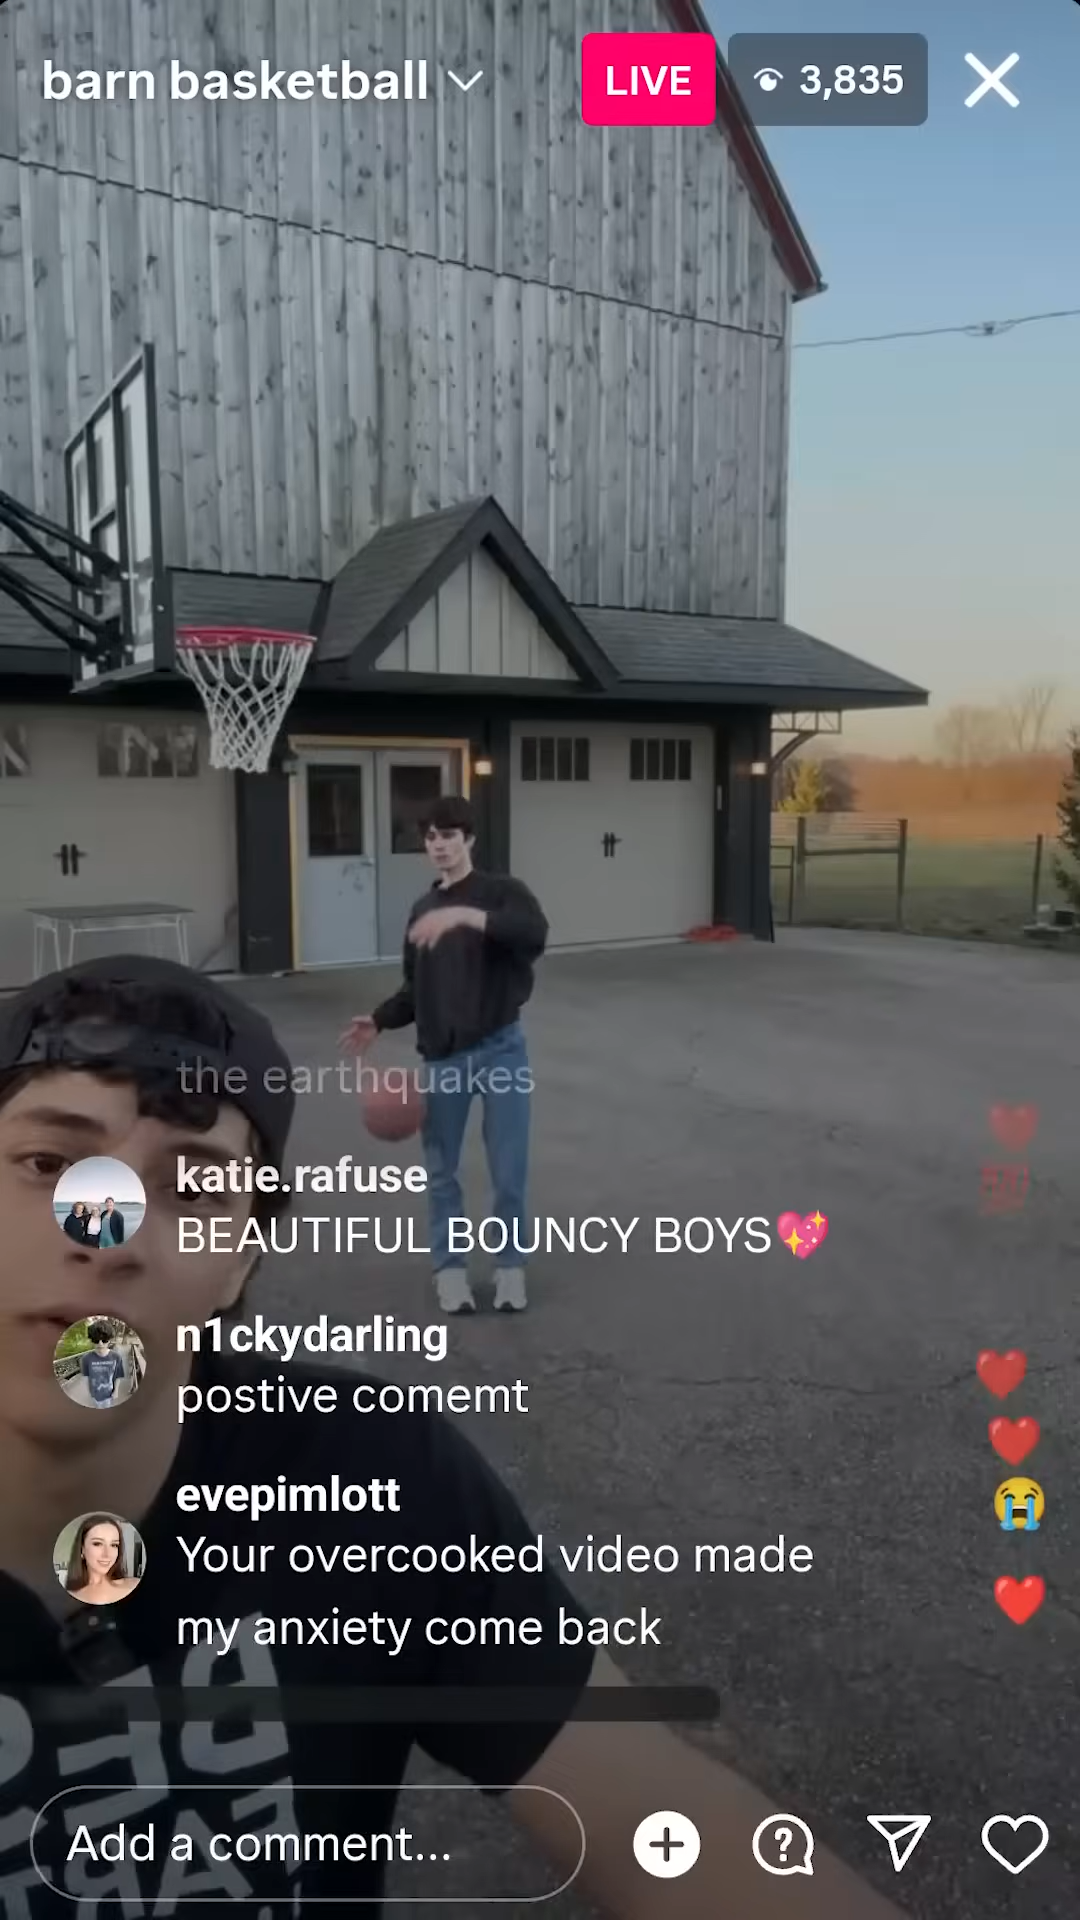 barn basketball
LIVE
3,835
the earthquakes
katie.rafuse
BEAUTIFUL BOUNCY BOYS💖
n1ckydarling
postive comemt
evepimlott
Your overcooked video made
my anxiety come back
Add a comment...